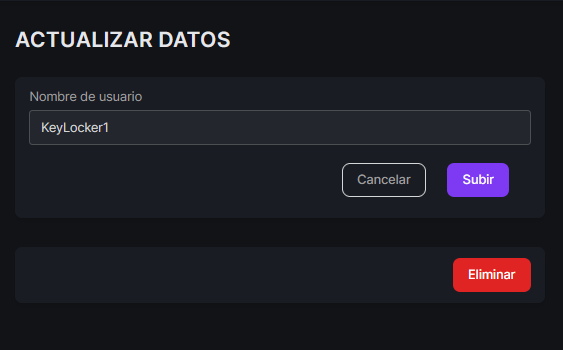 ACTUALIZAR DATOS
Nombre de usuario
KeyLocker1
Cancelar
Subir
Eliminar